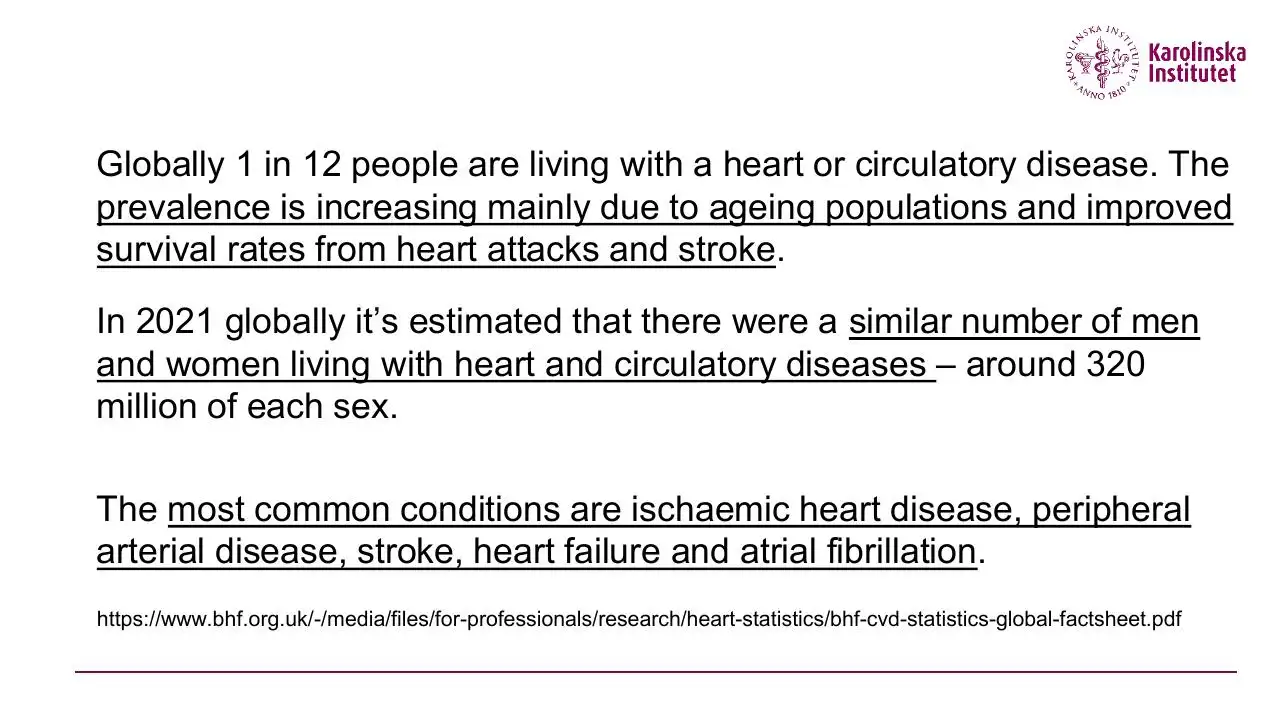 KAROLINSKA INSTITUTET
ANNO 1810
Karolinska
Institutet
Globally 1 in 12 people are living with a heart or circulatory disease. The
prevalence is increasing mainly due to ageing populations and improved
survival rates from heart attacks and stroke.
In 2021 globally it’s estimated that there were a similar number of men
and women living with heart and circulatory diseases – around 320
million of each sex.
The most common conditions are ischaemic heart disease, peripheral
arterial disease, stroke, heart failure and atrial fibrillation.
https://www.bhf.org.uk/-/media/files/for-professionals/research/heart-statistics/bhf-cvd-statistics-global-factsheet.pdf